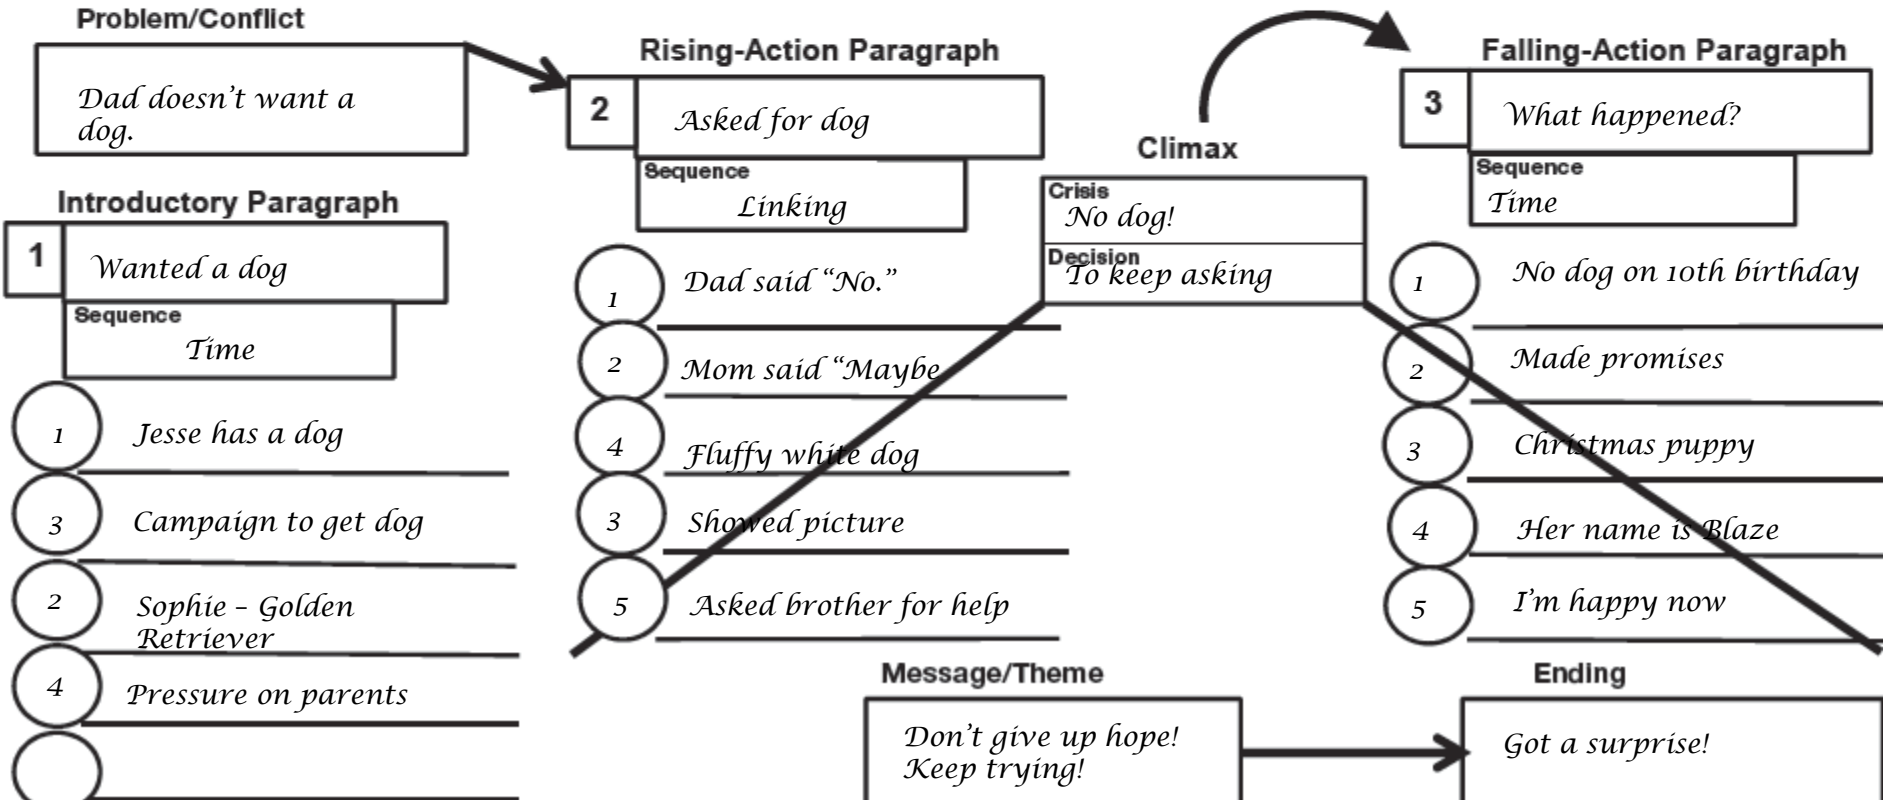 Problem/Conflict
Dad doesn't want a
dog.
Introductory Paragraph
1
Wanted a dog
Sequence
Time
1 Jesse has a dog
3 Campaign to get dog
2 Sophie – Golden
Retriever
4 Pressure on parents
Rising-Action Paragraph
2
Asked for dog
Sequence
Linking
1 Dad said “No.”
2 Mom said “Maybe
4 Fluffy white dog
3 Showed picture
5 Asked brother for help
Climax
Crisis
No dog!
Decision
To keep asking
Falling-Action Paragraph
3
What happened?
Sequence
Time
1 No dog on 10th birthday
2 Made promises
3 Christmas puppy
4 Her name is Blaze
5 I'm happy now
Message/Theme
Don't give up hope!
Keep trying!
Ending
Got a surprise!